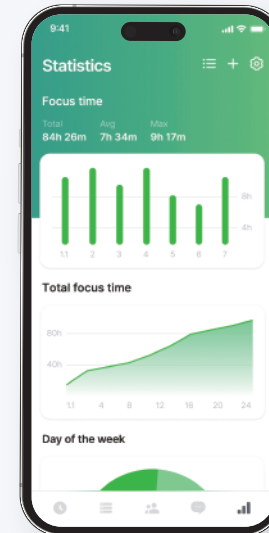 9:41
Statistics
Focus time
Total Avg Max
84h 26m 7h 34m 9h 17m
8h
4h
1.1 2 3 4 5 6 7
Total focus time
80h
40h
1.1 4 8 12 16 20 24
Day of the week